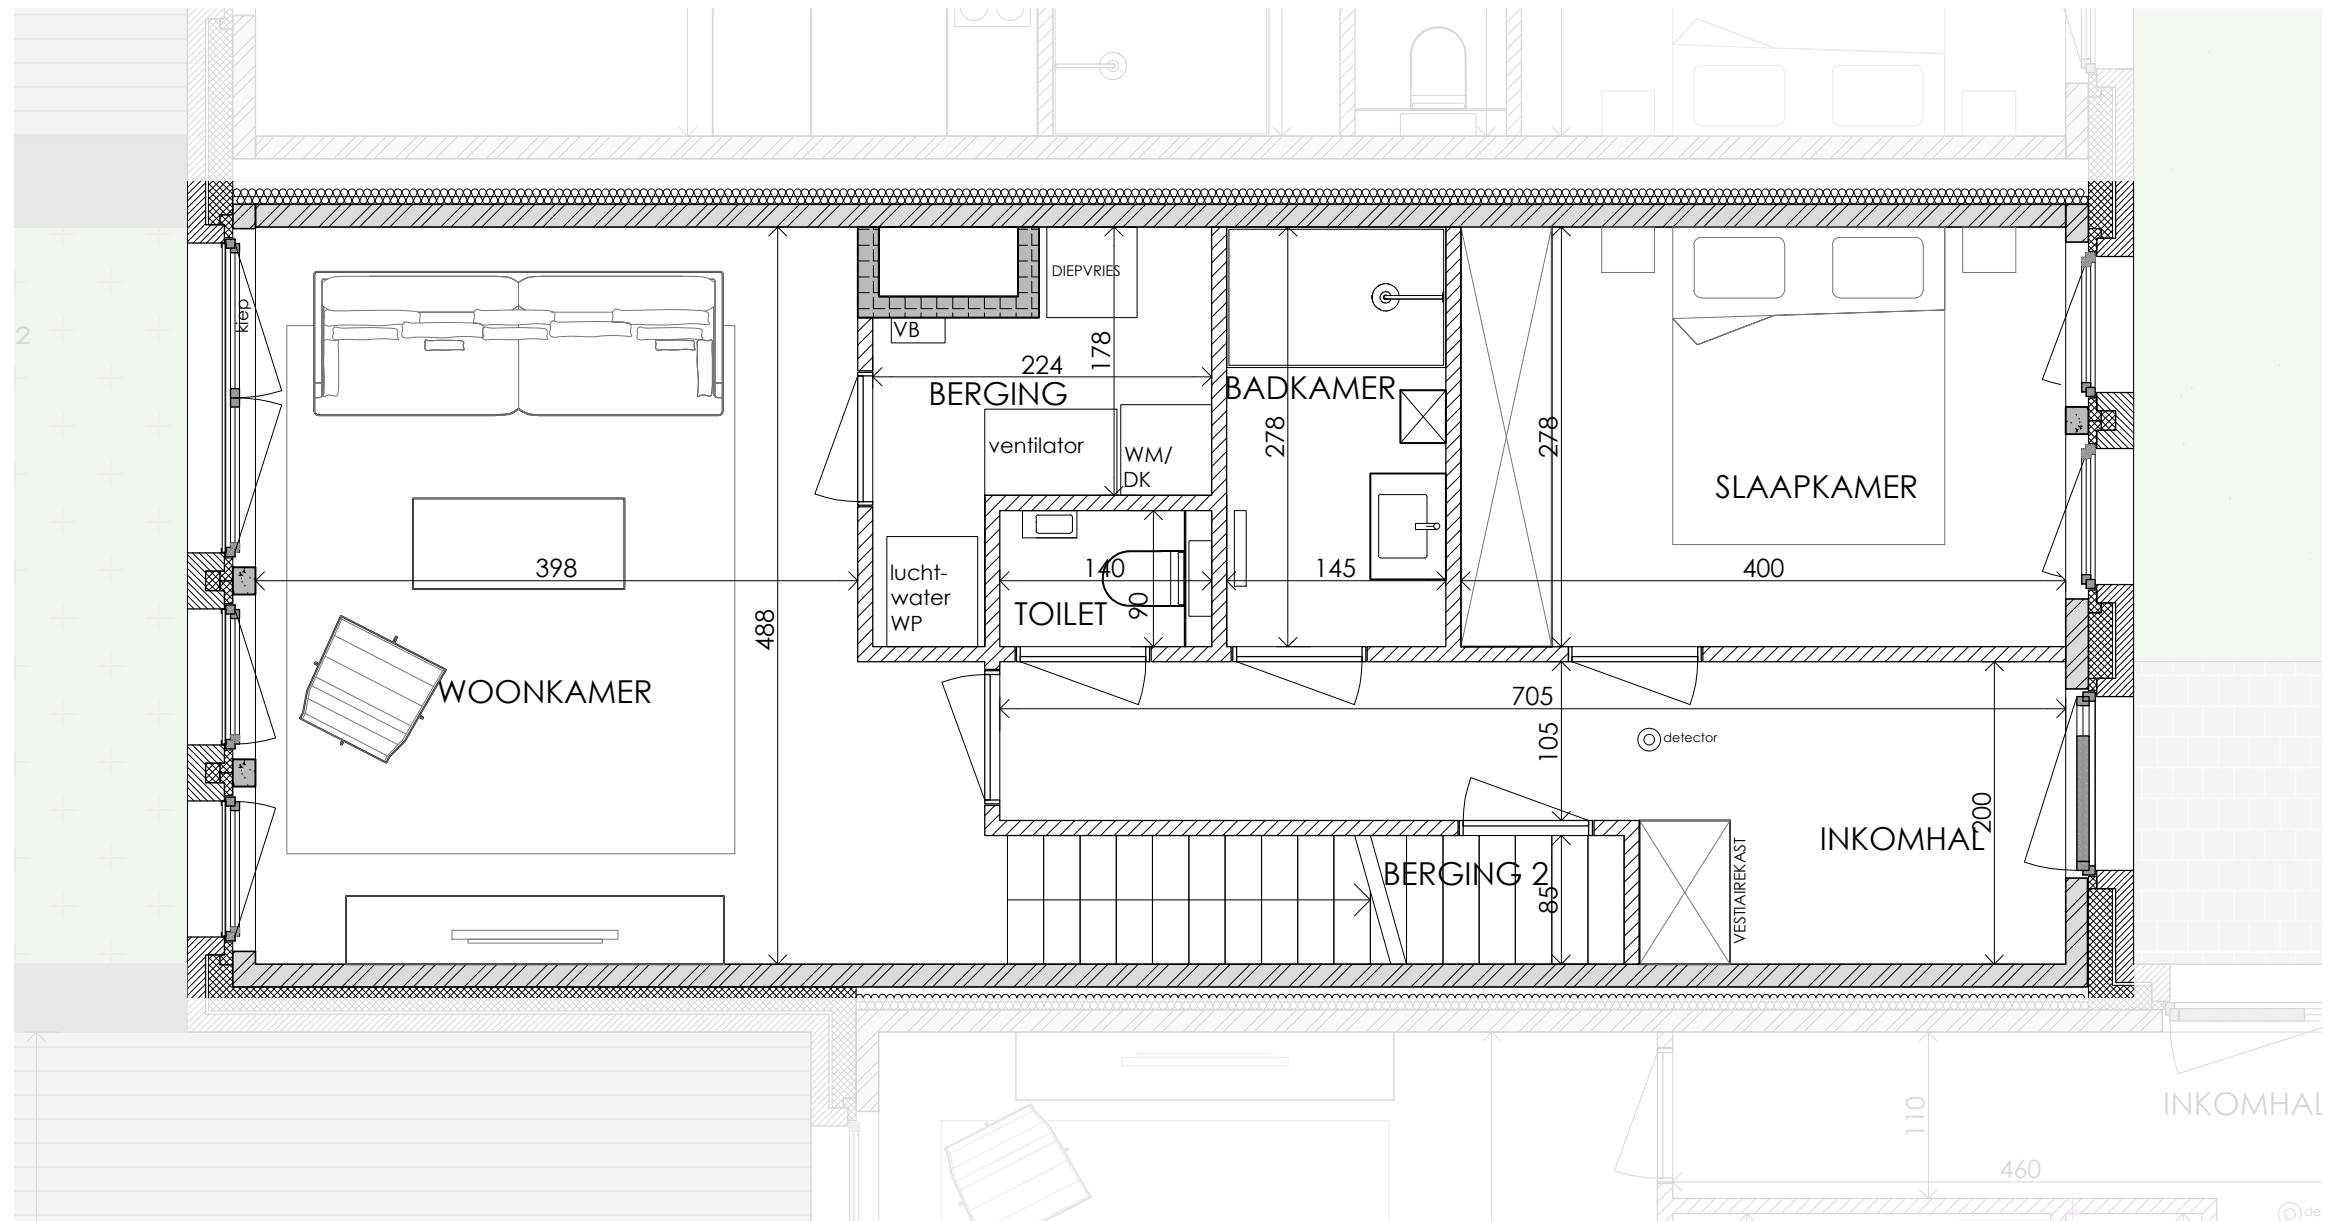 kiep
2
DIEPVRIES
VB
178
224
BERGING
BADKAMER
278
278
ventilator
WM/
DK
SLAAPKAMER
398
lucht-
water
WP
140
90
TOILET
145
400
488
WOONKAMER
705
105
detector
200
INKOMHAL
BERGING 2
85
VESTIAIREKAST
INKOMHAL
110
460
de